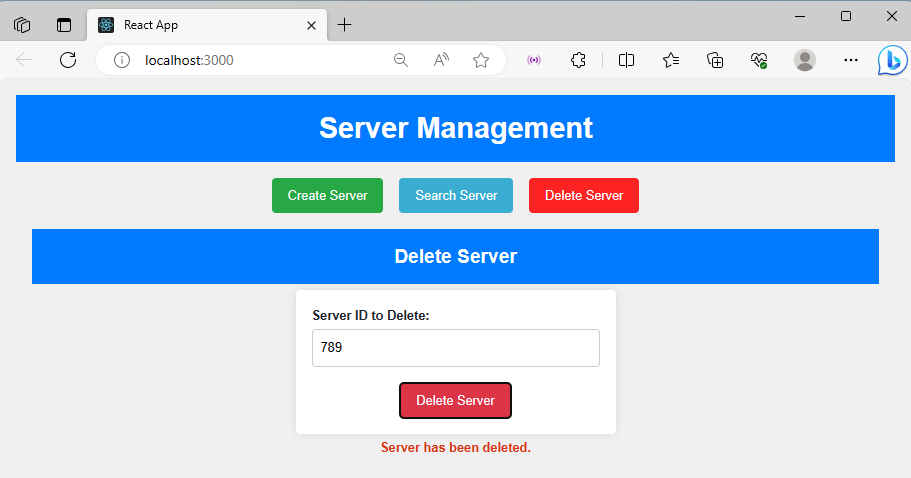 React App
localhost:3000
Server Management
Create Server Search Server Delete Server
Delete Server
Server ID to Delete:
789
Delete Server
Server has been deleted.